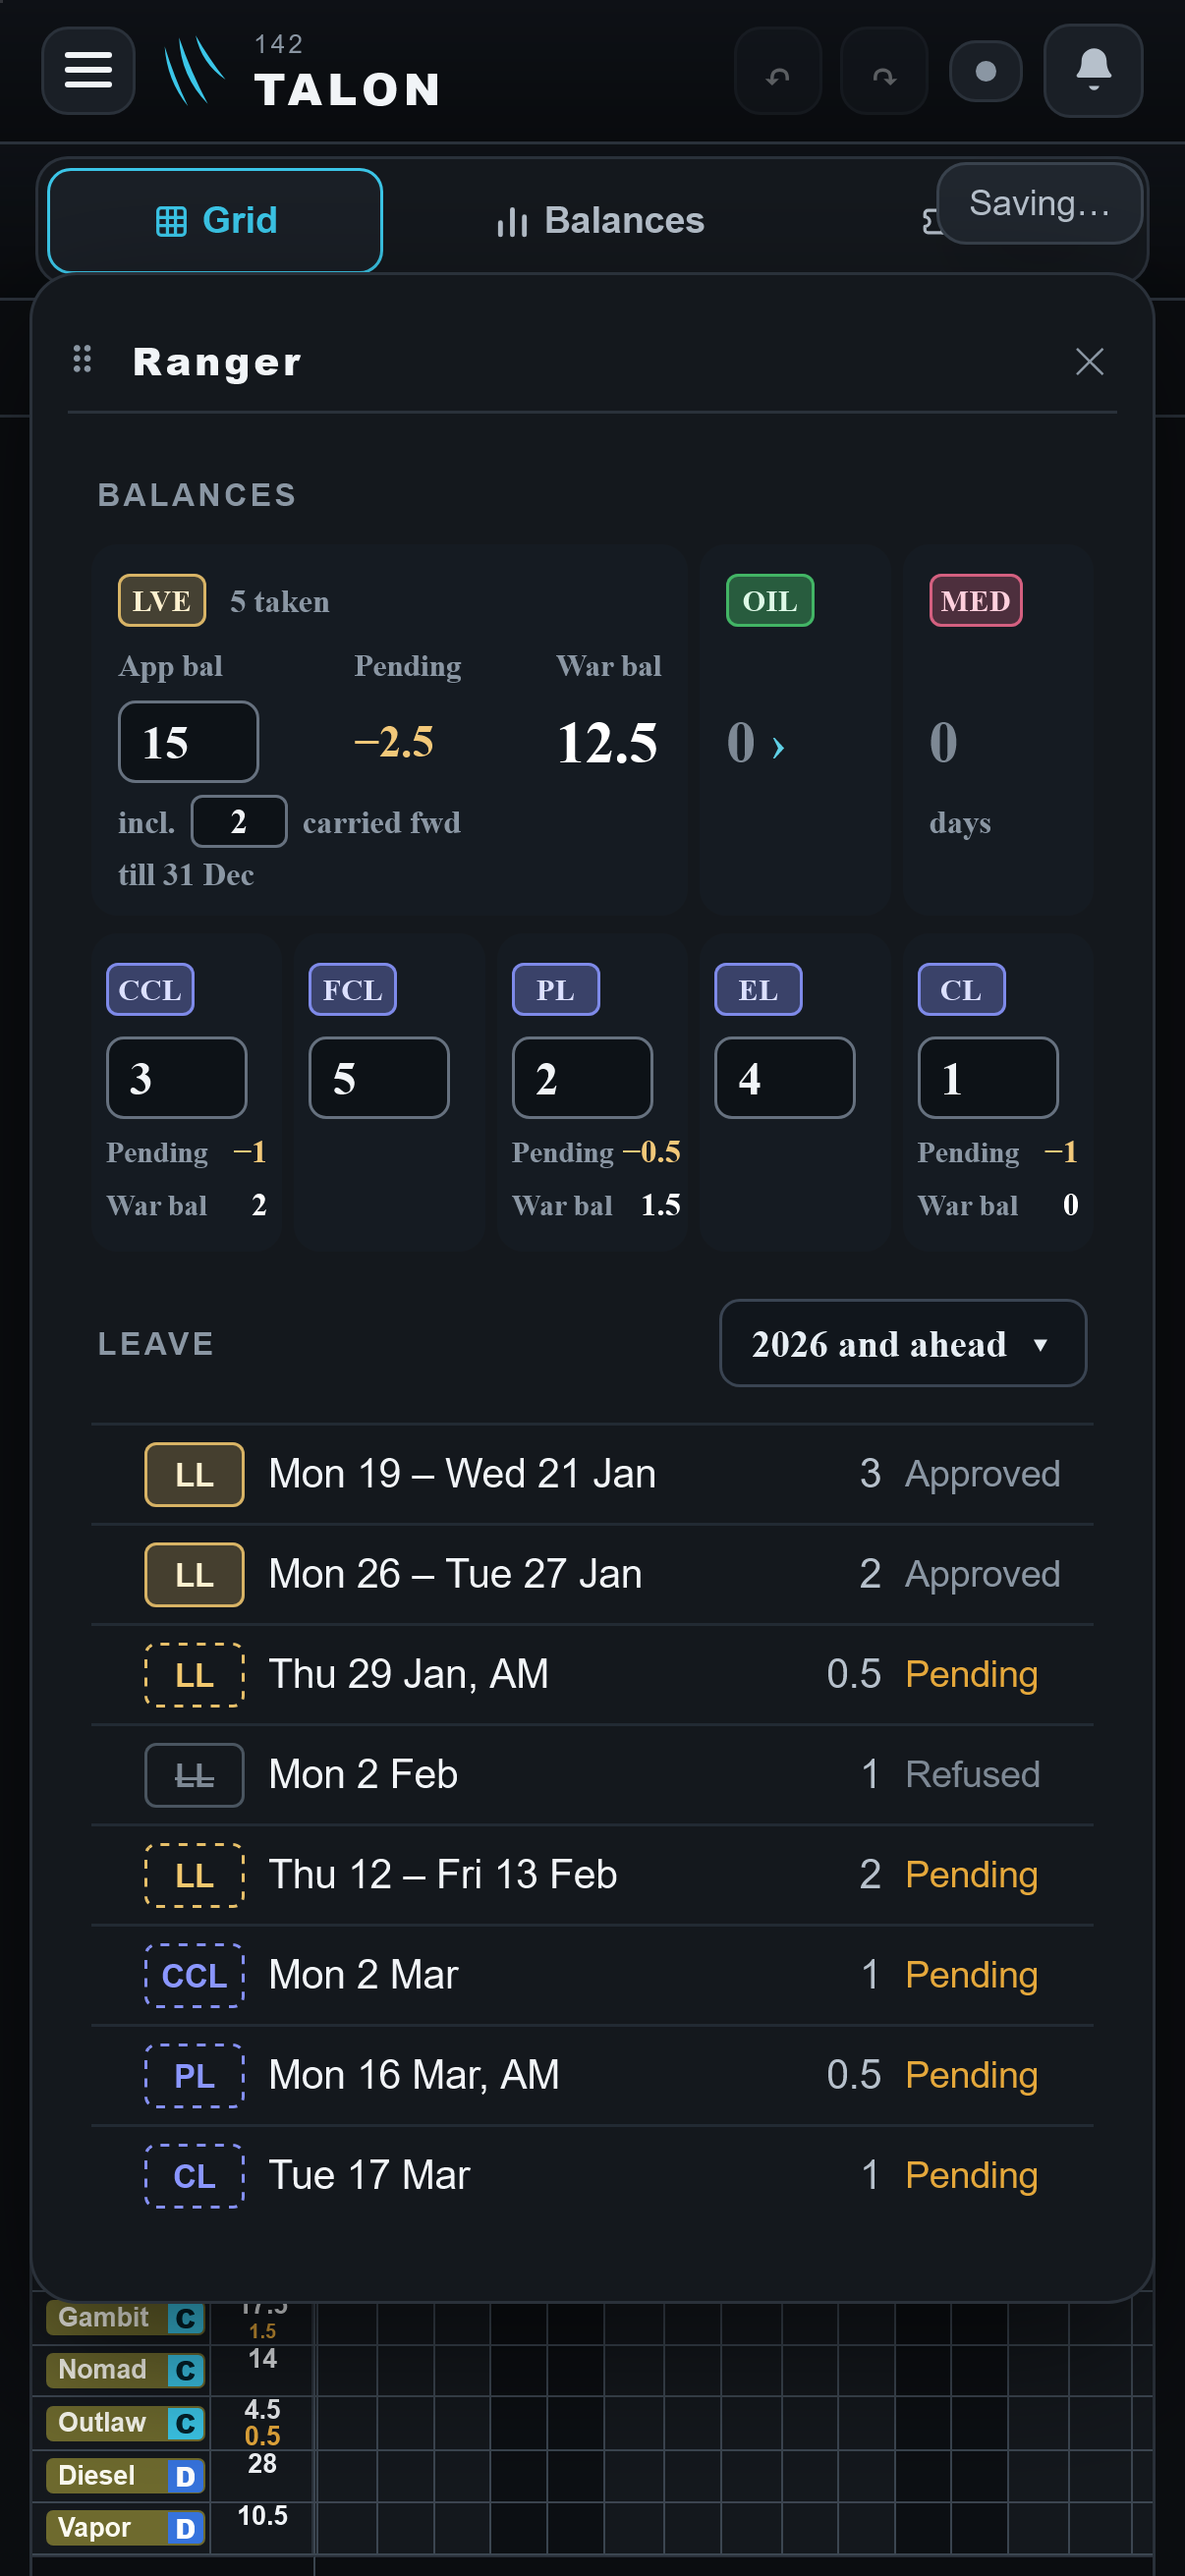 142
TALON
Grid
Balances
Saving…
Ranger
BALANCES
LVE 5 taken
App bal Pending War bal
15 −2.5 12.5
incl. 2 carried fwd
till 31 Dec
OIL
0 ›
MED
0
days
CCL
3
Pending −1
War bal 2
FCL
5
PL
2
Pending −0.5
War bal 1.5
EL
4
CL
1
Pending −1
War bal 0
LEAVE
2026 and ahead ▼
LL Mon 19 – Wed 21 Jan 3 Approved
LL Mon 26 – Tue 27 Jan 2 Approved
LL Thu 29 Jan, AM 0.5 Pending
LL Mon 2 Feb 1 Refused
LL Thu 12 – Fri 13 Feb 2 Pending
CCL Mon 2 Mar 1 Pending
PL Mon 16 Mar, AM 0.5 Pending
CL Tue 17 Mar 1 Pending
Gambit C 17.5
1.5
Nomad C 14
Outlaw C 4.5
0.5
Diesel D 28
Vapor D 10.5